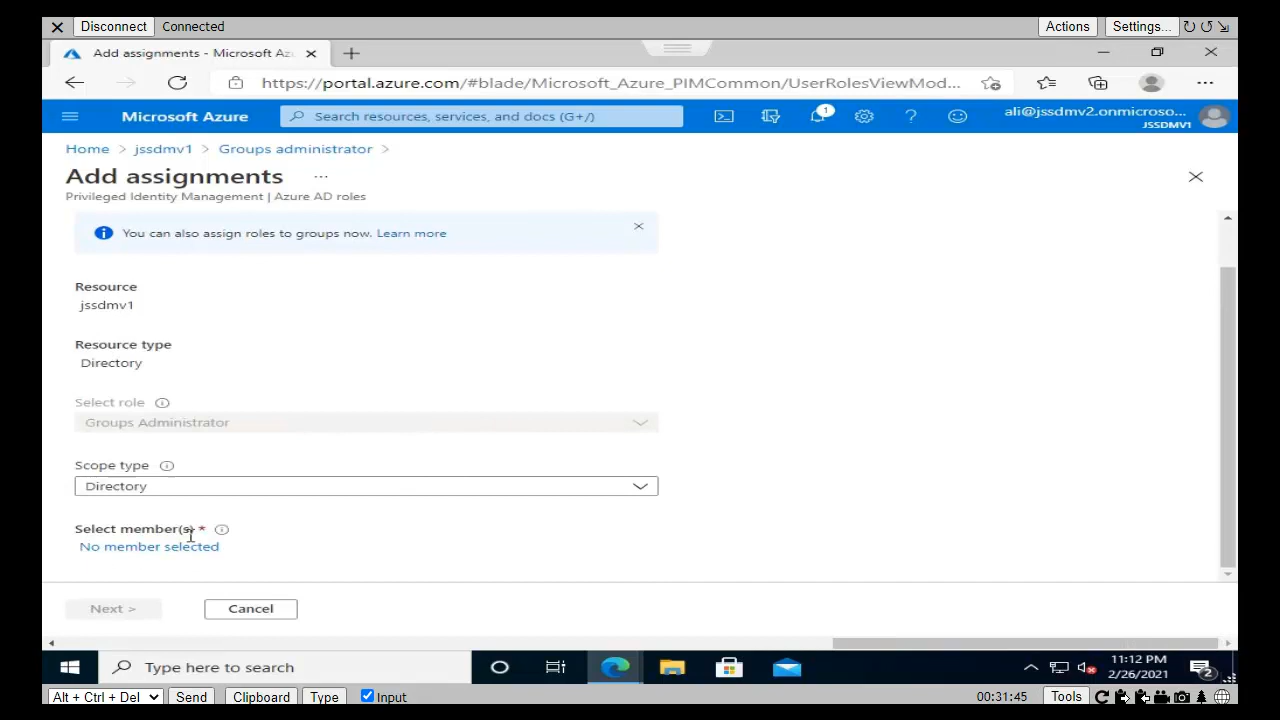 Disconnect Connected Actions Settings...
Add assignments - Microsoft Az
https://portal.azure.com/#blade/Microsoft_Azure_PIMCommon/UserRolesViewMod...
Microsoft Azure Search resources, services, and docs (G+/) 1 ali@jssdmv2.onmicroso...
JSSDMV1
Home > jssdmv1 > Groups administrator >
Add assignments ...
Privileged Identity Management | Azure AD roles
You can also assign roles to groups now. Learn more
Resource
jssdmv1
Resource type
Directory
Select role
Groups Administrator
Scope type
Directory
Select member(s) *
No member selected
Next > Cancel
Type here to search 11:12 PM
2/26/2021 2
Alt + Ctrl + Del Send Clipboard Type Input 00:31:45 Tools